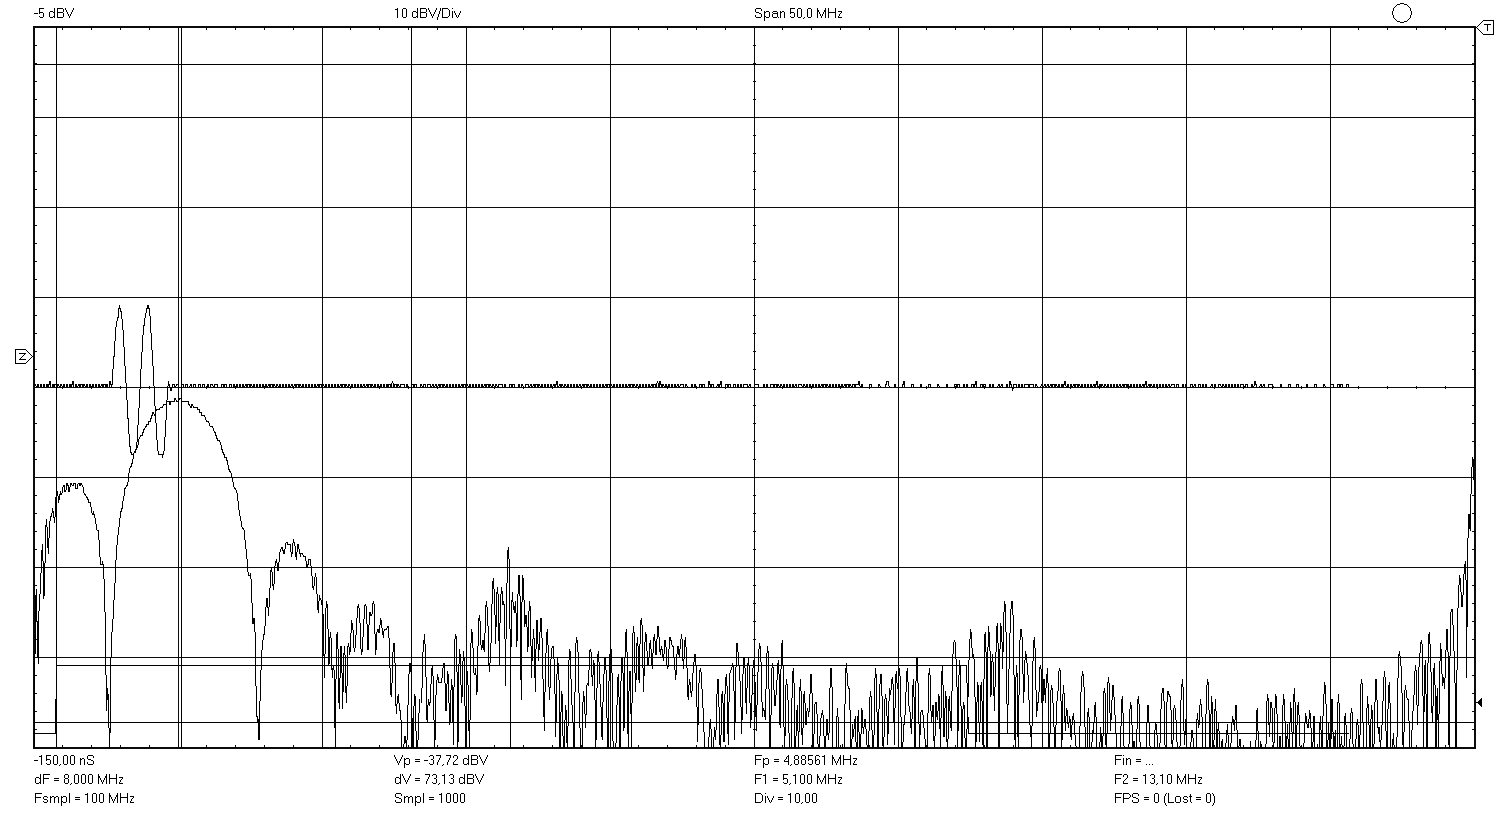 -5 dBV 10 dBV/Div Span 50,0 MHz
T
Z
-150,00 nS Vp = -37,72 dBV Fp = 4,88561 MHz Fin = ...
dF = 8,000 MHz dV = 73,13 dBV F1 = 5,100 MHz F2 = 13,10 MHz
Fsmpl = 100 MHz Smpl = 1000 Div = 10,00 FPS = 0 (Lost = 0)